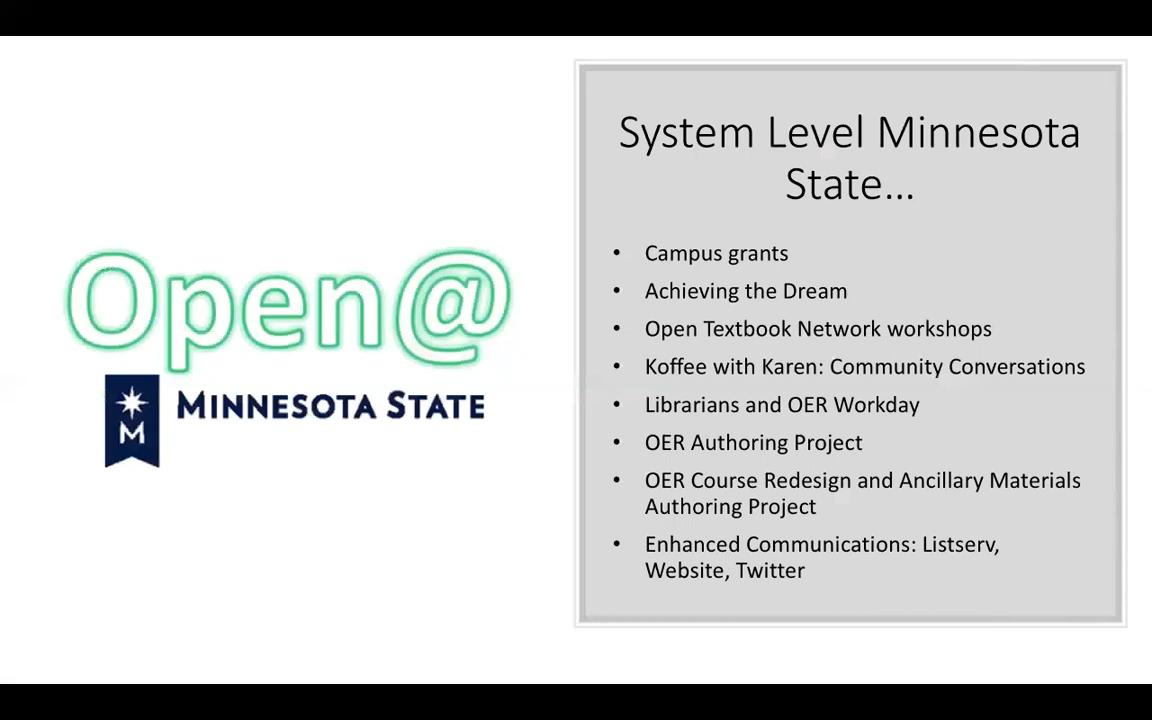 Open@
M
MINNESOTA STATE
System Level Minnesota
State...
• Campus grants
• Achieving the Dream
• Open Textbook Network workshops
• Koffee with Karen: Community Conversations
• Librarians and OER Workday
• OER Authoring Project
• OER Course Redesign and Ancillary Materials
Authoring Project
• Enhanced Communications: Listserv,
Website, Twitter